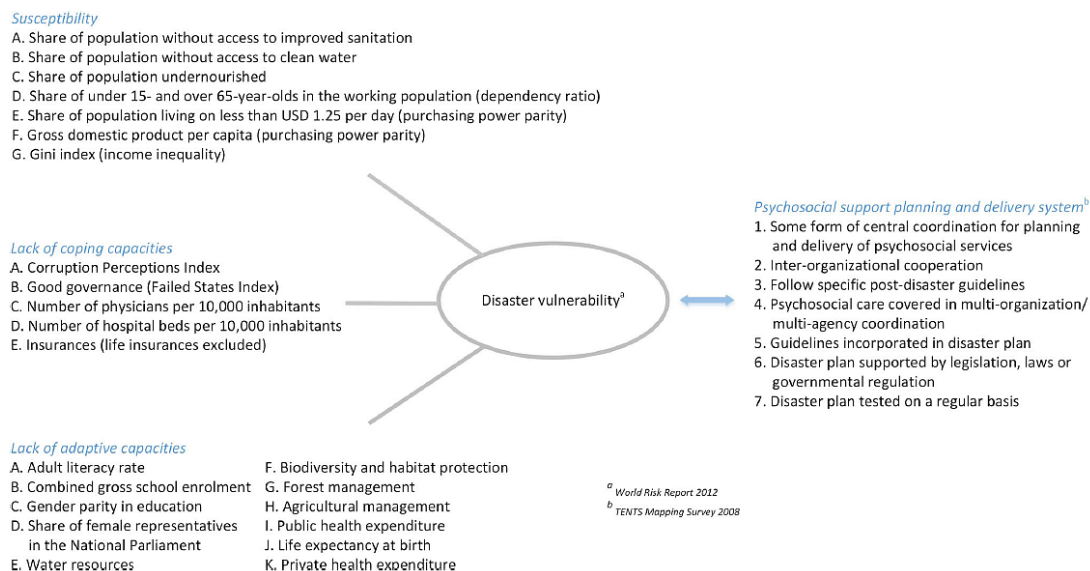 Susceptibility
A. Share of population without access to improved sanitation
B. Share of population without access to clean water
C. Share of population undernourished
D. Share of under 15- and over 65-year-olds in the working population (dependency ratio)
E. Share of population living on less than USD 1.25 per day (purchasing power parity)
F. Gross domestic product per capita (purchasing power parity)
G. Gini index (income inequality)
Lack of coping capacities
A. Corruption Perceptions Index
B. Good governance (Failed States Index)
C. Number of physicians per 10,000 inhabitants
D. Number of hospital beds per 10,000 inhabitants
E. Insurances (life insurances excluded)
Disaster vulnerability a
Psychosocial support planning and delivery system b
1. Some form of central coordination for planning
and delivery of psychosocial services
2. Inter-organizational cooperation
3. Follow specific post-disaster guidelines
4. Psychosocial care covered in multi-organization/
multi-agency coordination
5. Guidelines incorporated in disaster plan
6. Disaster plan supported by legislation, laws or
governmental regulation
7. Disaster plan tested on a regular basis
Lack of adaptive capacities
A. Adult literacy rate
B. Combined gross school enrolment
C. Gender parity in education
D. Share of female representatives
in the National Parliament
E. Water resources
F. Biodiversity and habitat protection
G. Forest management
H. Agricultural management
I. Public health expenditure
J. Life expectancy at birth
K. Private health expenditure
a World Risk Report 2012
b TENTS Mapping Survey 2008